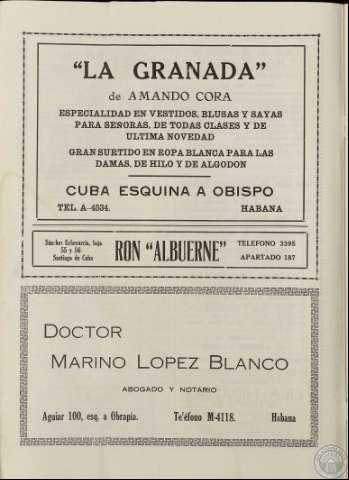 "LA GRANADA"
de AMANDO CORA
ESPECIALIDAD EN VESTIDOS, BLUSAS Y SAYAS
PARA SEÑORAS, DE TODAS CLASES Y DE
ULTIMA NOVEDAD
GRAN SURTIDO EN ROPA BLANCA PARA LAS
DAMAS, DE HILO Y DE ALGODON
CUBA ESQUINA A OBISPO
TEL. A-4534. HABANA
Sánchez Echevarría, baja
55 y 56
Santiago de Cuba
RON "ALBUERNE"
TELEFONO 3395
APARTADO 187
DOCTOR
MARINO LOPEZ BLANCO
ABOGADO Y NOTARIO
Aguiar 100, esq. a Obrapía. Teléfono M-4118. Habana